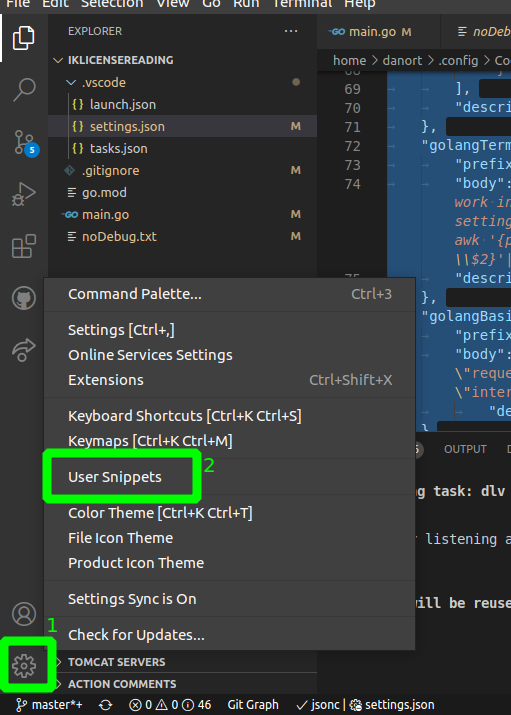 File Edit Selection View Go Run Terminal Help
EXPLORER
main.go
noDeb
IKLICENSEREADING
home > danort > .config > Co
.vscode
launch.json
settings.json M
tasks.json
.gitignore M
go.mod
main.go M
noDebug.txt M
5
69 ],
70 "descri
71 },
72 "golangTerm
73 "prefix
74 "body":
work in
setting
awk '{p
\\$2}'|
"descri
},
"golangBasi
"prefix
"body":
\"reque
\"inter
"de
}
Command Palette... Ctrl+3
Settings [Ctrl+,]
Online Services Settings
Extensions Ctrl+Shift+X
Keyboard Shortcuts [Ctrl+K Ctrl+S]
Keymaps [Ctrl+K Ctrl+M]
User Snippets
2
Color Theme [Ctrl+K Ctrl+T]
File Icon Theme
Product Icon Theme
Settings Sync is On
Check for Updates...
1
OUTPUT D
ng task: dlv
r listening a
will be reuse
TOMCAT SERVERS
ACTION COMMENTS
master*+ 0 0 46 Git Graph jsonc | settings.json